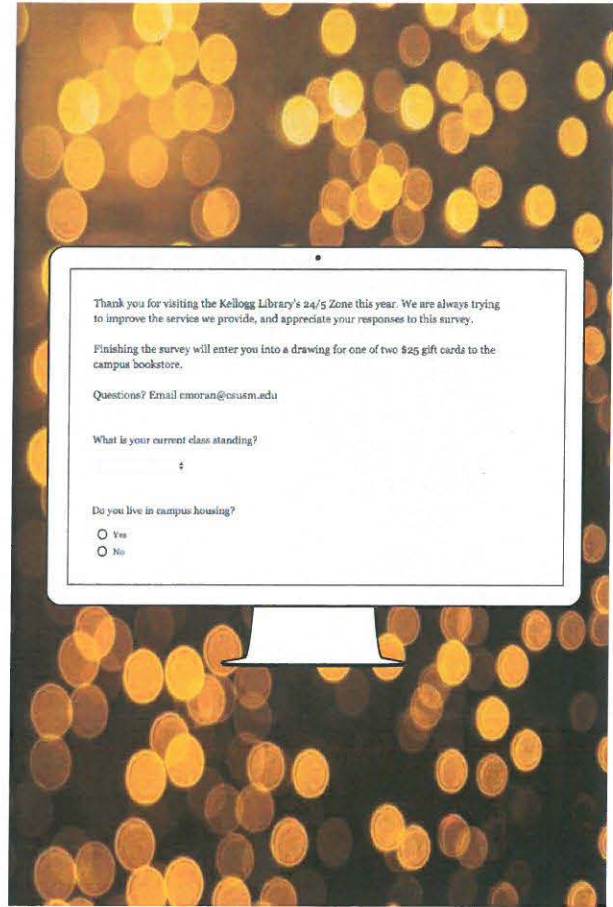 Thank you for visiting the Kellogg Library's 24/5 Zone this year. We are always trying
to improve the service we provide, and appreciate your responses to this survey.
Finishing the survey will enter you into a drawing for one of two $25 gift cards to the
campus bookstore.
Questions? Email cmoran@csusm.edu
What is your current class standing?
Do you live in campus housing?
Yes
No